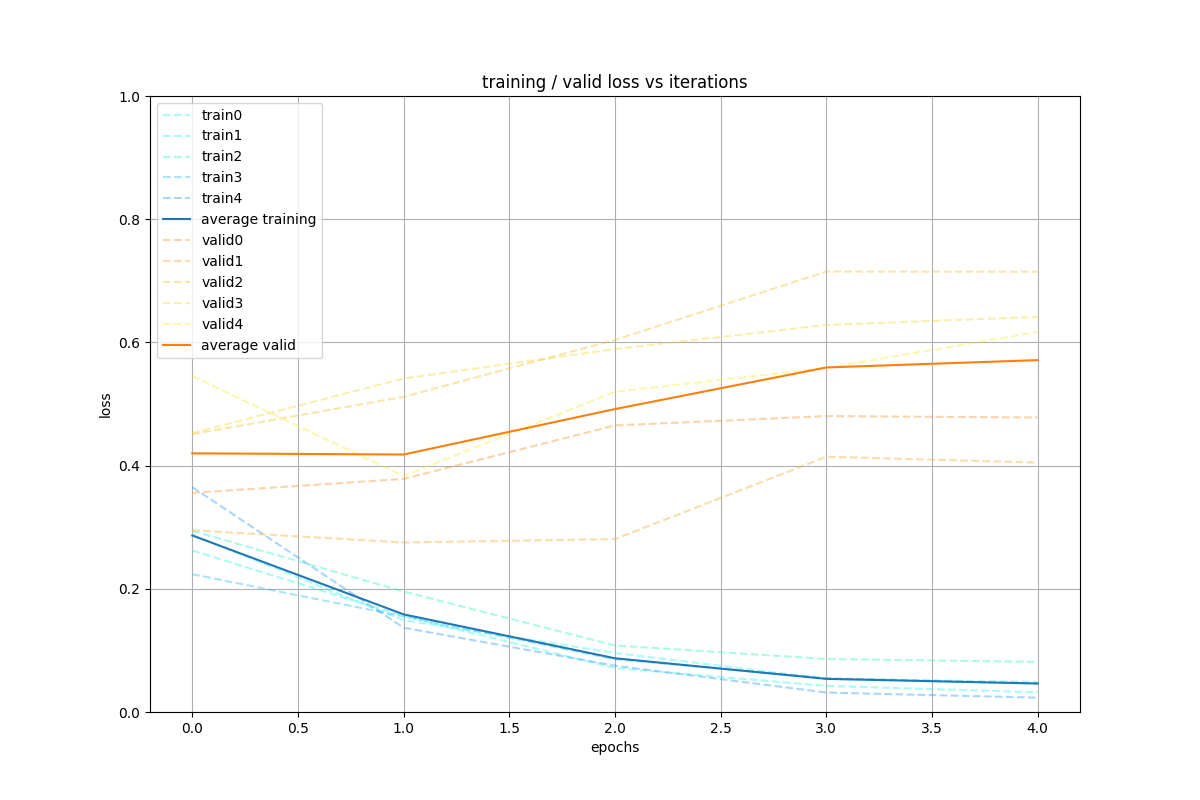 training / valid loss vs iterations
1.0
0.8
0.6
0.4
0.2
0.0
loss
train0
train1
train2
train3
train4
average training
valid0
valid1
valid2
valid3
valid4
average valid
0.0 0.5 1.0 1.5 2.0 2.5 3.0 3.5 4.0
epochs